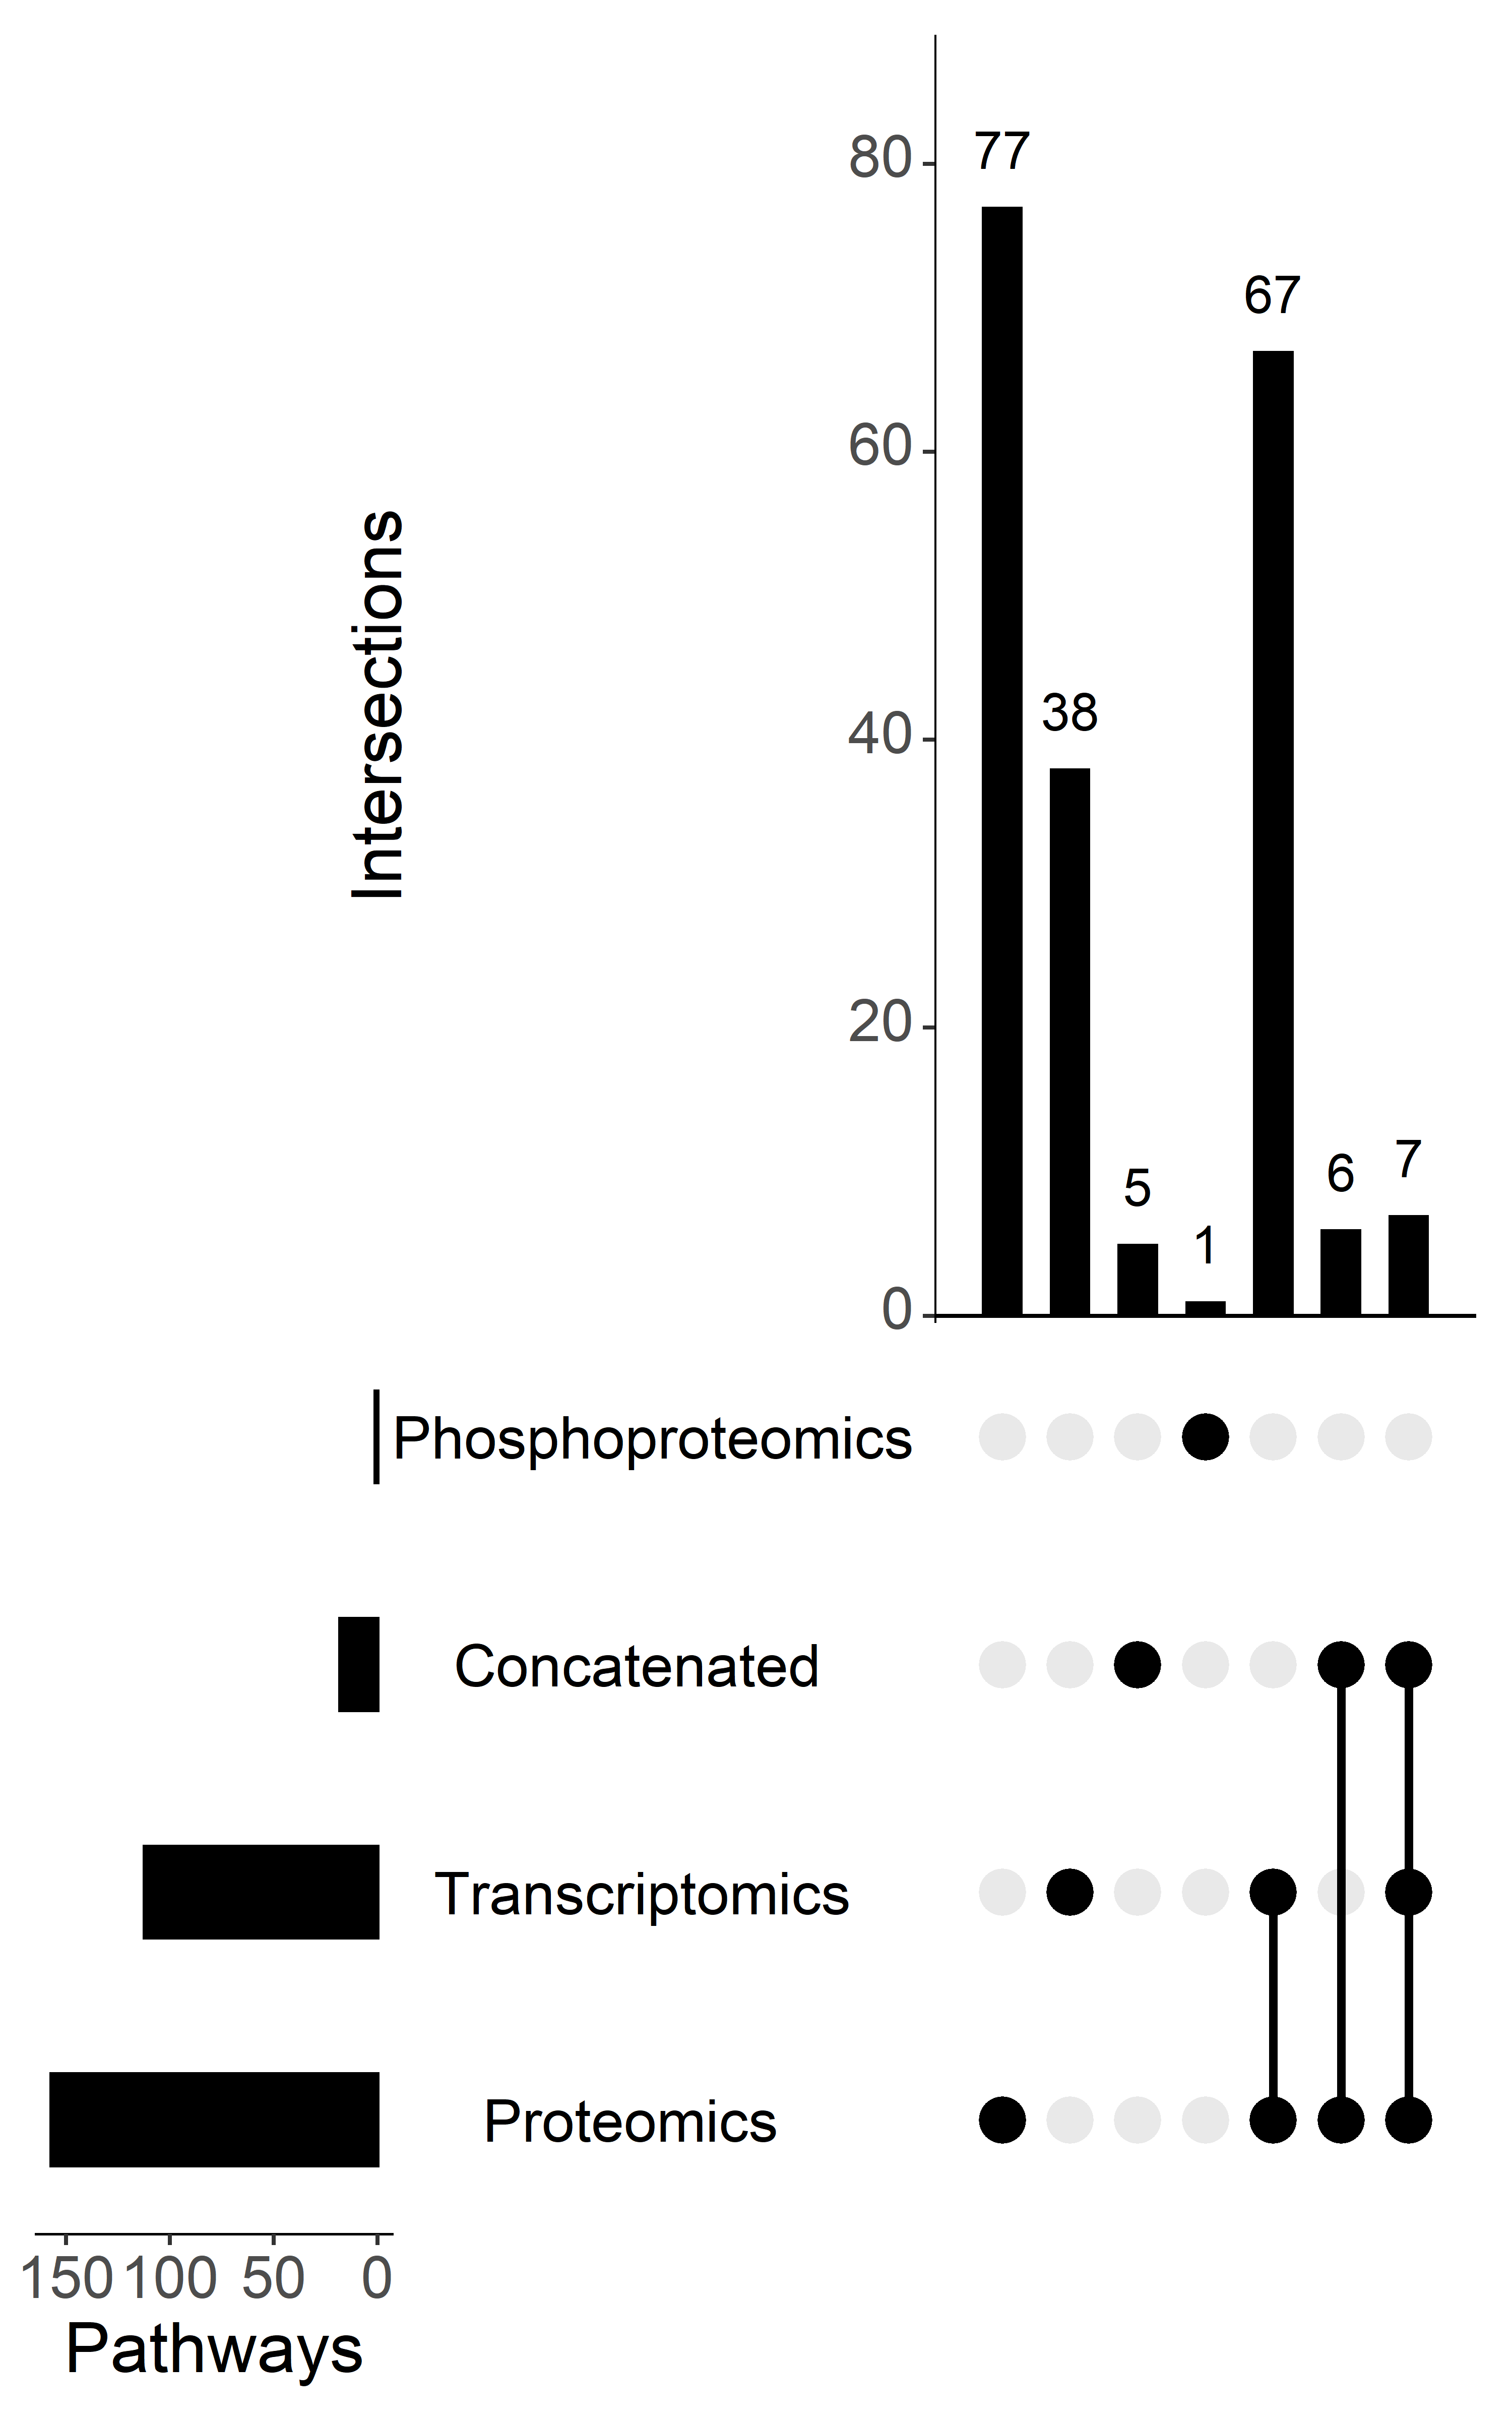 Intersections
80
60
40
20
0
77
38
5
1
67
6
7
Phosphoproteomics
Concatenated
Transcriptomics
Proteomics
150 100 50 0
Pathways